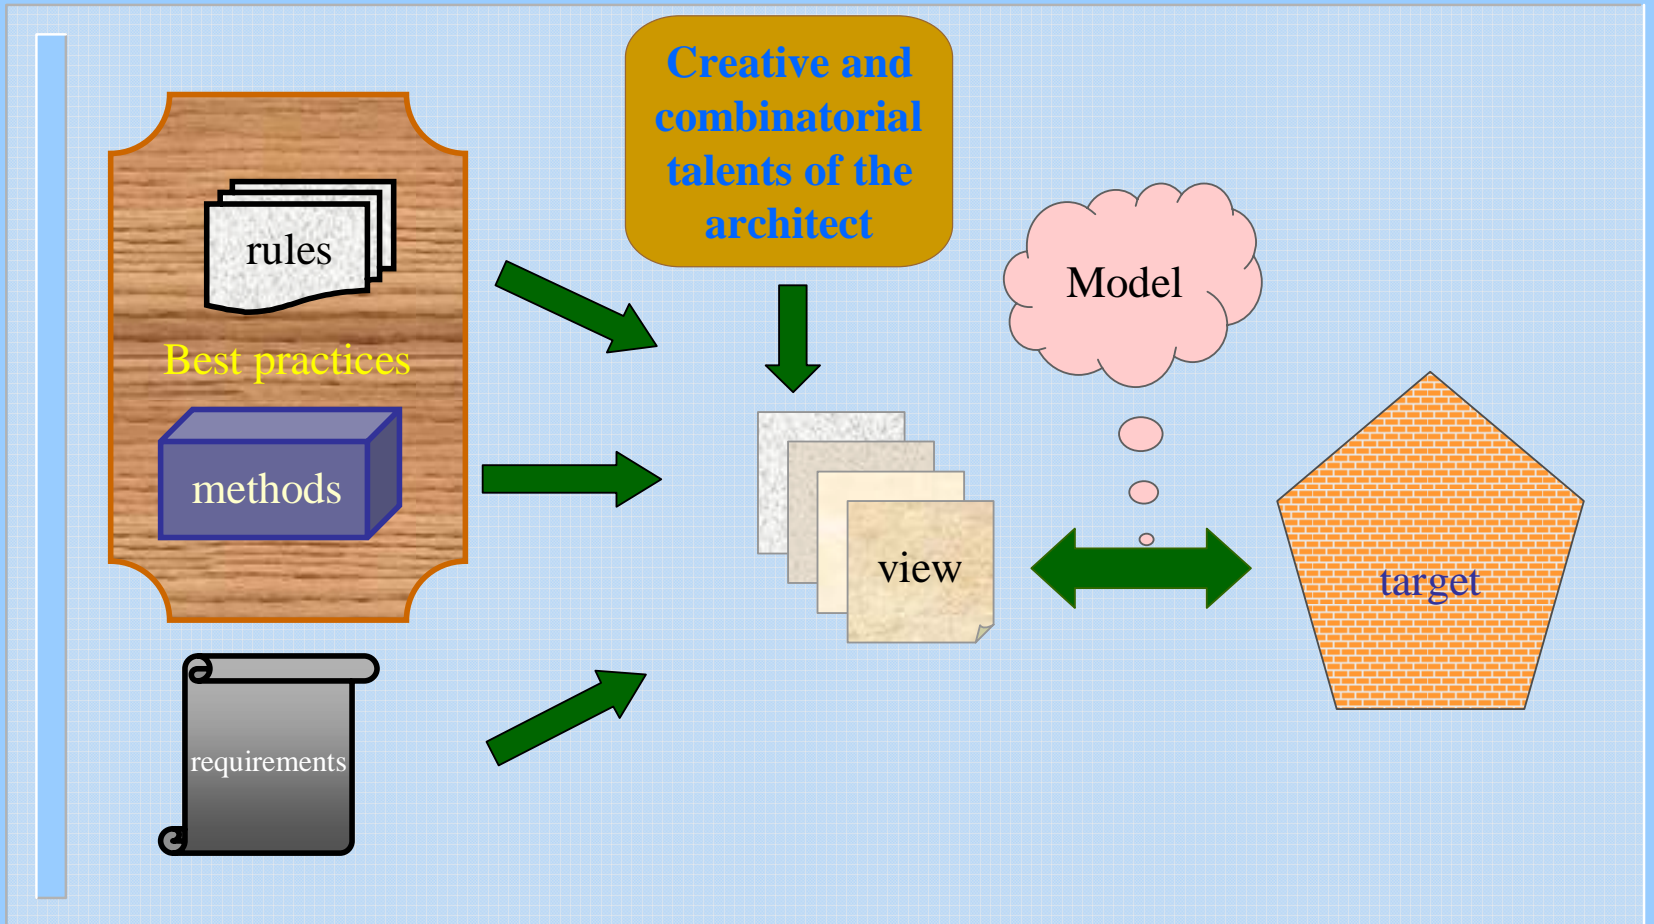 Creative and
combinatorial
talents of the
architect
rules
Best practices
methods
requirements
Model
view
target